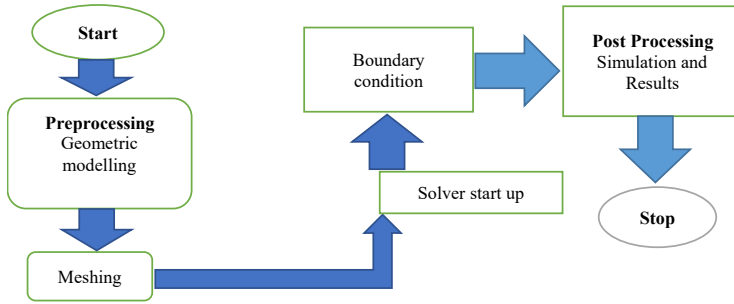 Start
Preprocessing
Geometric
modelling
Meshing
Solver start up
Boundary
condition
Post Processing
Simulation and
Results
Stop